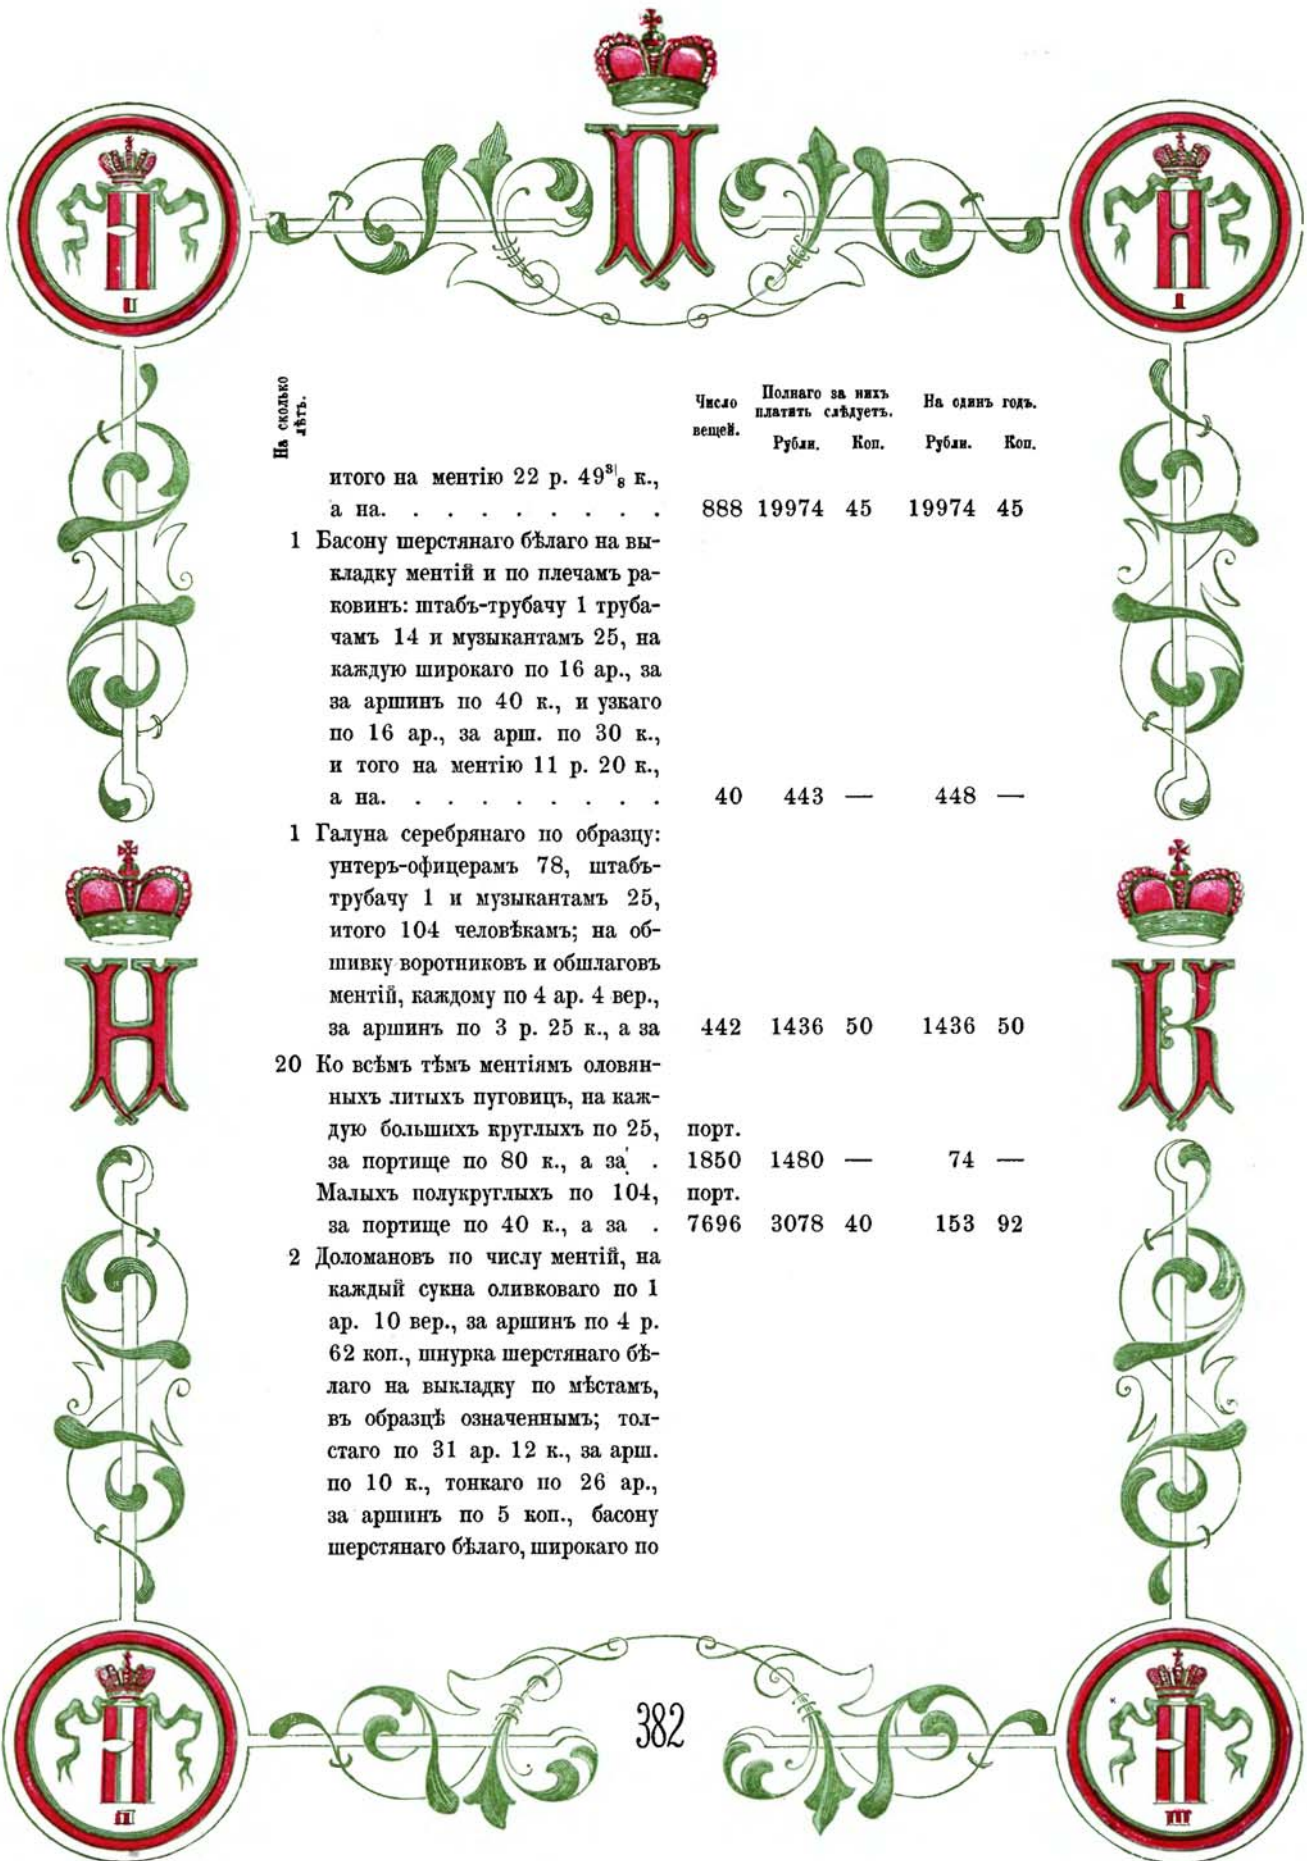 П
II
I
На сколько
лѣтъ.
Число
вещей.
Полнаго за нихъ
платить слѣдуетъ.
На одинъ годъ.
Рубли. Коп. Рубли. Коп.
итого на ментію 22 р. 49 3/8 к.,
а на. . . . . . . . . 888 19974 45 19974 45
1 Басону шерстянаго бѣлаго на вы-
кладку ментій и по плечамъ ра-
ковинъ: штабъ-трубачу 1 труба-
чамъ 14 и музыкантамъ 25, на
каждую широкаго по 16 ар., за
за аршинъ по 40 к., и узкаго
по 16 ар., за арш. по 30 к.,
и того на ментію 11 р. 20 к.,
а на. . . . . . . . . 40 443 — 448 —
1 Галуна серебрянаго по образцу:
унтеръ-офицерамъ 78, штабъ-
трубачу 1 и музыкантамъ 25,
итого 104 человѣкамъ; на об-
шивку воротниковъ и обшлаговъ
ментій, каждому по 4 ар. 4 вер.,
за аршинъ по 3 р. 25 к., а за 442 1436 50 1436 50
20 Ко всѣмъ тѣмъ ментіямъ оловян-
ныхъ литыхъ пуговицъ, на каж-
дую большихъ круглыхъ по 25, порт.
за портище по 80 к., а за . 1850 1480 — 74 —
Малыхъ полукруглыхъ по 104, порт.
за портище по 40 к., а за . 7696 3078 40 153 92
2 Доломановъ по числу ментій, на
каждый сукна оливковаго по 1
ар. 10 вер., за аршинъ по 4 р.
62 коп., шнурка шерстянаго бѣ-
лаго на выкладку по мѣстамъ,
въ образцѣ означеннымъ; тол-
стаго по 31 ар. 12 к., за арш.
по 10 к., тонкаго по 26 ар.,
за аршинъ по 5 коп., басону
шерстянаго бѣлаго, широкаго по
Н
К
II
III
382